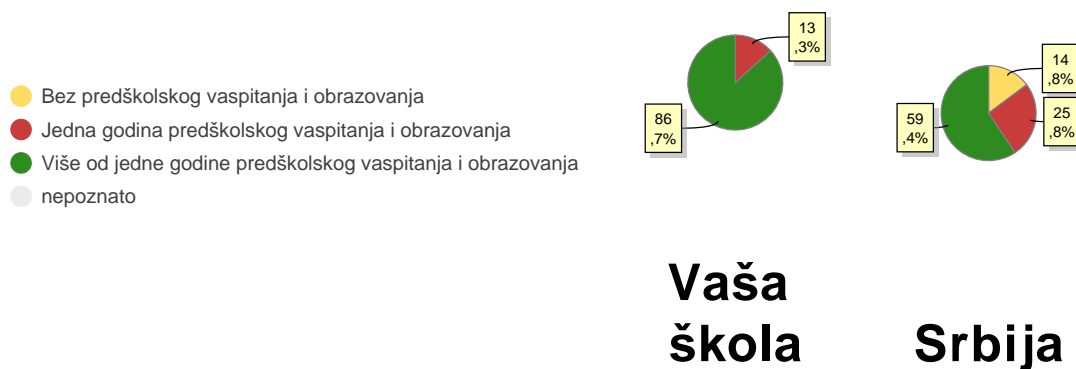 Bez predškolskog vaspitanja i obrazovanja
Jedna godina predškolskog vaspitanja i obrazovanja
Više od jedne godine predškolskog vaspitanja i obrazovanja
nepoznato
13
,3%
86
,7%
Vaša
škola
14
,8%
25
,8%
59
,4%
Srbija